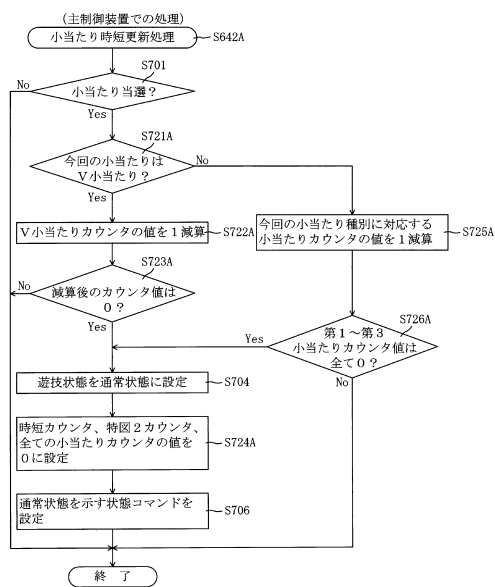 (主制御装置での処理)
小当たり時短更新処理
S642A
S701
No
小当たり当選?
Yes
S721A
今回の小当たりは
V小当たり?
No
Yes
V小当たりカウンタの値を1減算
S722A
今回の小当たり種別に対応する
小当たりカウンタの値を1減算
S725A
S723A
No
減算後のカウンタ値は
0?
Yes
S726A
第1~第3
小当たりカウンタ値は
全て0?
Yes
No
遊技状態を通常状態に設定
S704
時短カウンタ、特図2カウンタ、
全ての小当たりカウンタの値を
0に設定
S724A
通常状態を示す状態コマンドを
設定
S706
終 了